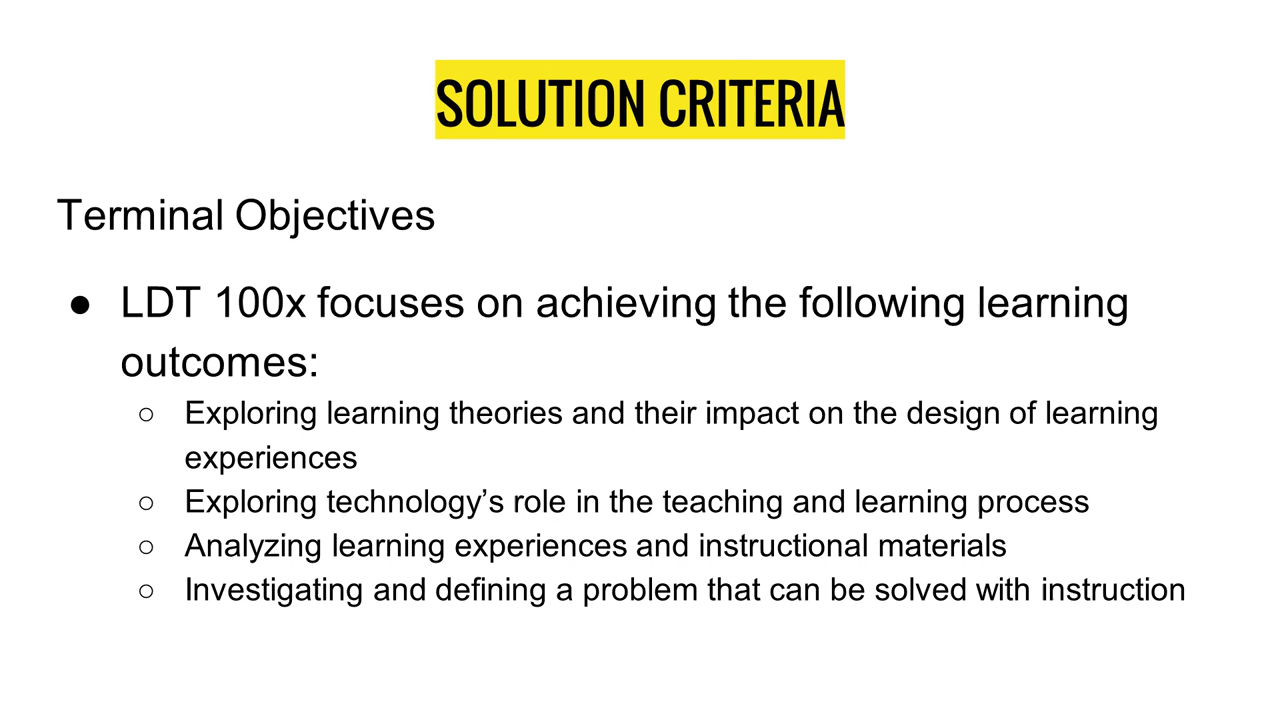 SOLUTION CRITERIA
Terminal Objectives
● LDT 100x focuses on achieving the following learning
outcomes:
○ Exploring learning theories and their impact on the design of learning
experiences
○ Exploring technology’s role in the teaching and learning process
○ Analyzing learning experiences and instructional materials
○ Investigating and defining a problem that can be solved with instruction